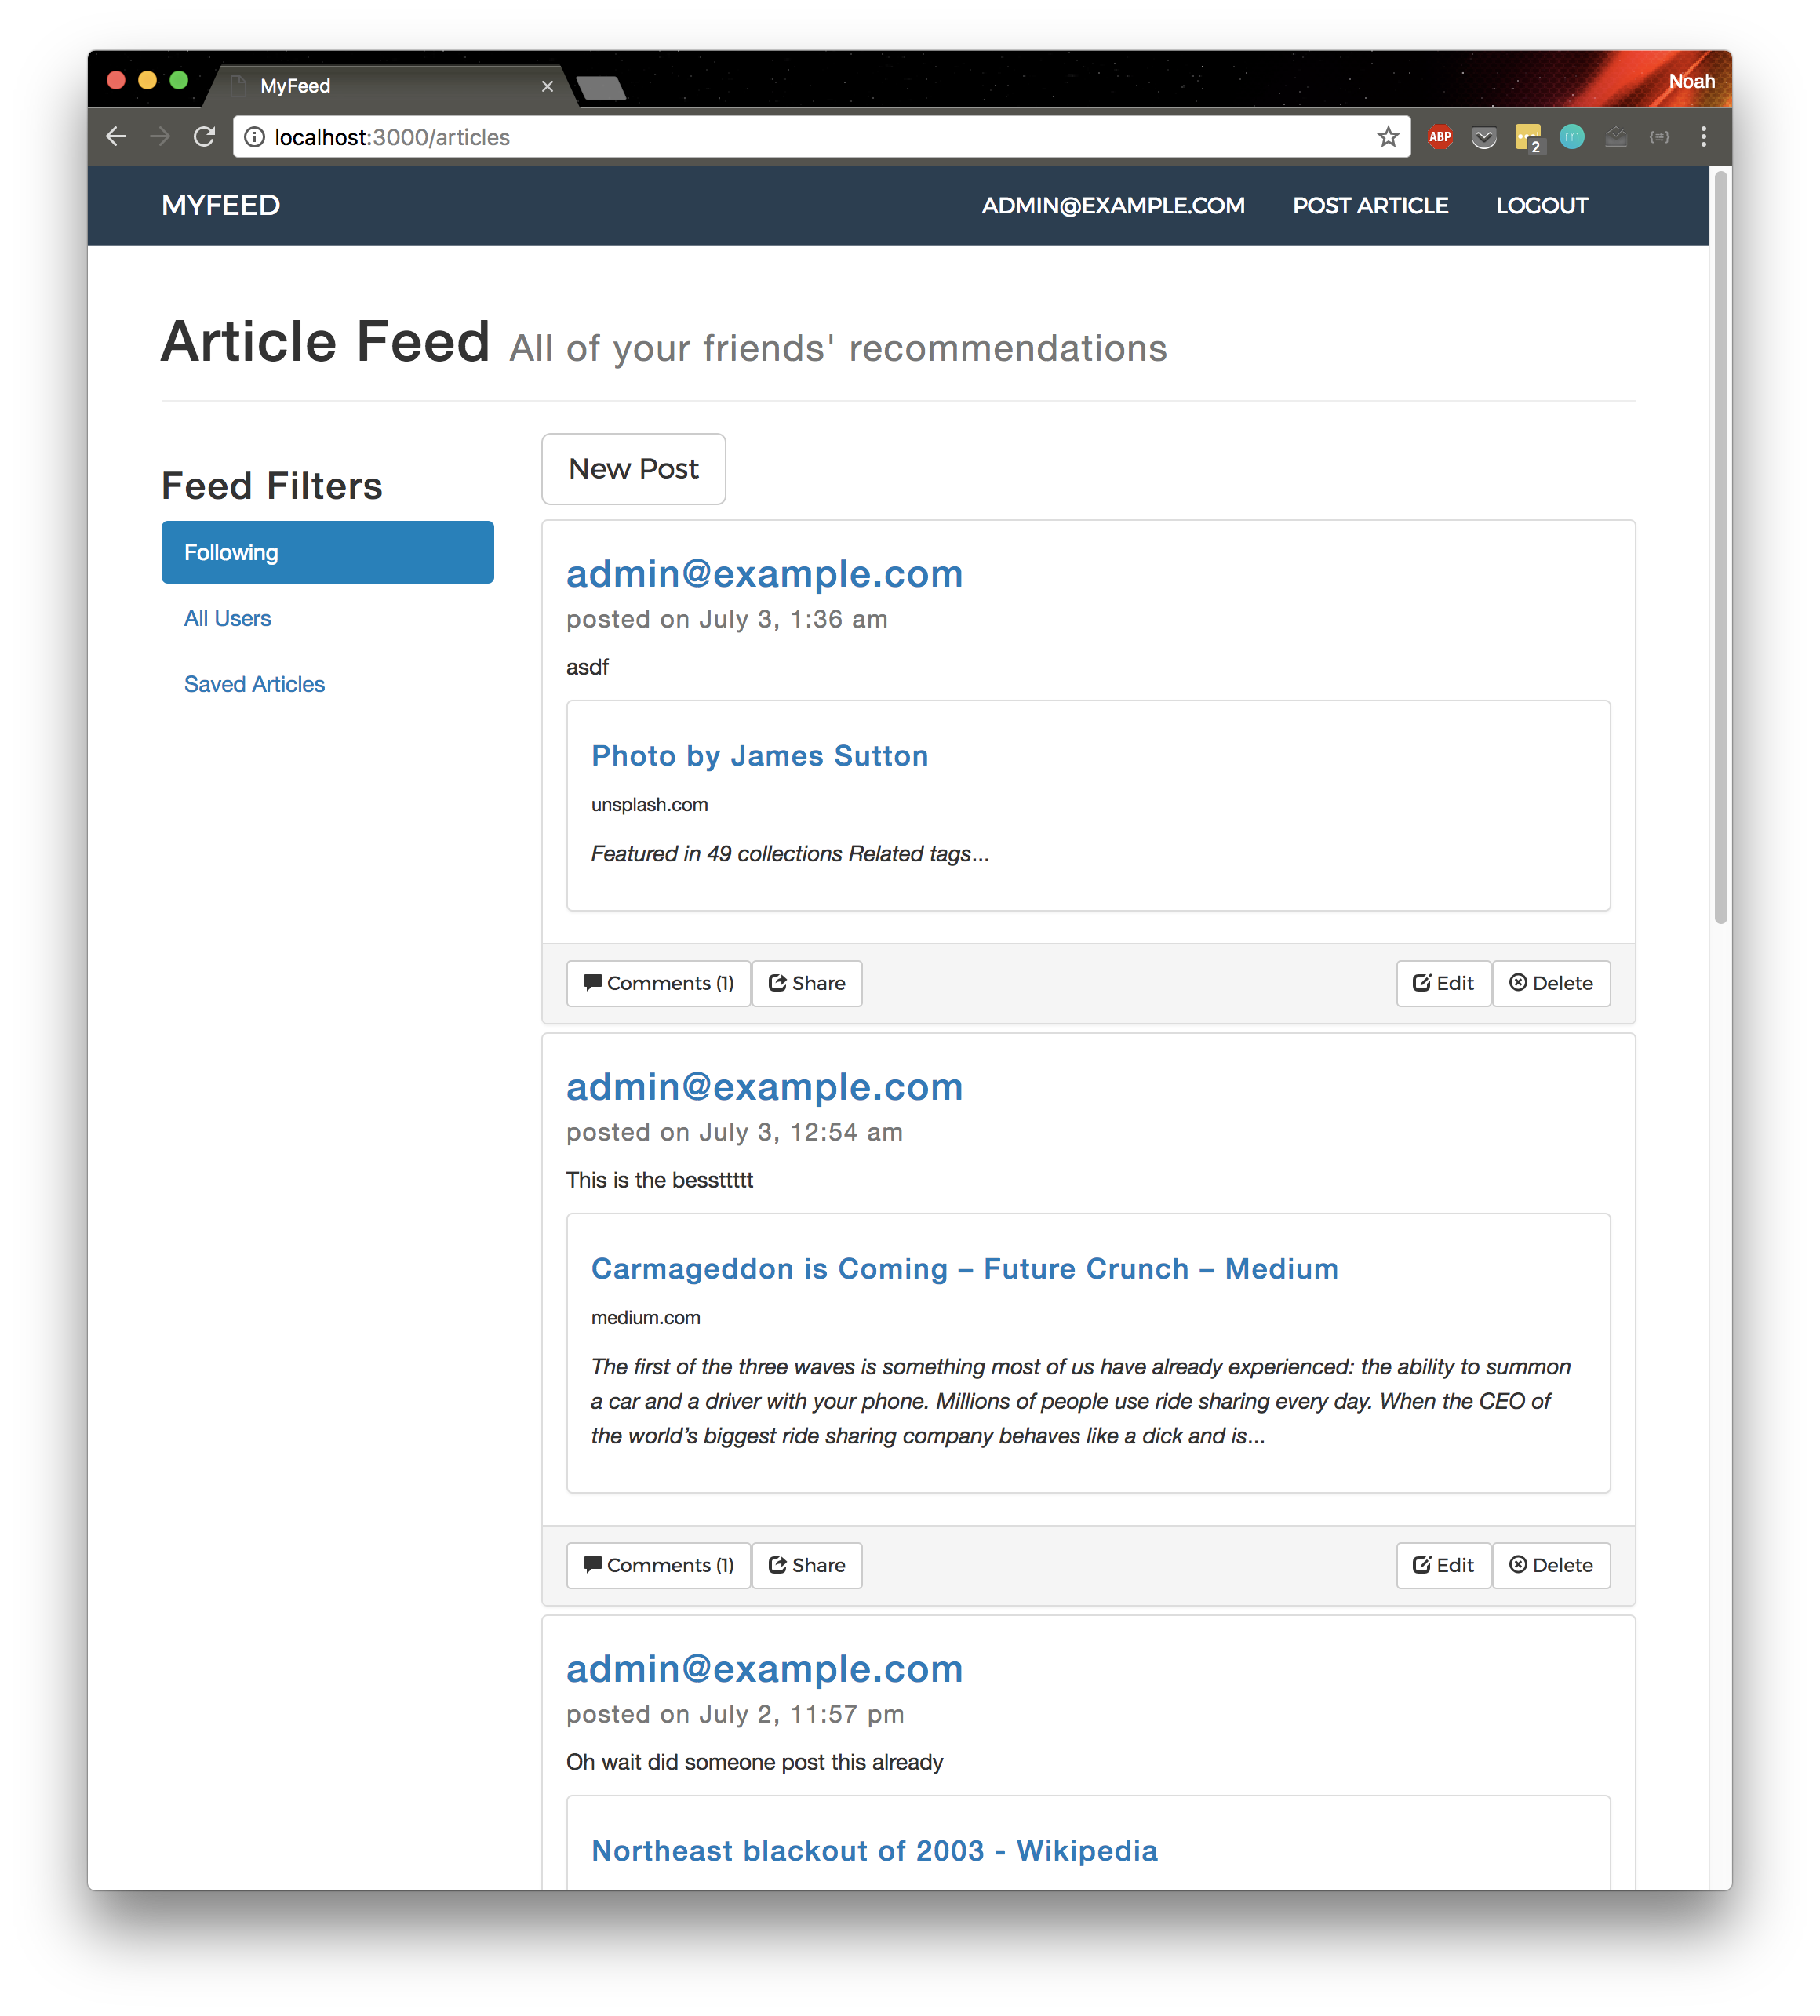 MyFeed
Noah
localhost:3000/articles
ABP
2
m
{≡}
MYFEED
ADMIN@EXAMPLE.COM
POST ARTICLE
LOGOUT
Article Feed All of your friends' recommendations
Feed Filters
Following
All Users
Saved Articles
New Post
admin@example.com
posted on July 3, 1:36 am
asdf
Photo by James Sutton
unsplash.com
Featured in 49 collections Related tags...
Comments (1)
Share
Edit
Delete
admin@example.com
posted on July 3, 12:54 am
This is the bessttttt
Carmageddon is Coming – Future Crunch – Medium
medium.com
The first of the three waves is something most of us have already experienced: the ability to summon
a car and a driver with your phone. Millions of people use ride sharing every day. When the CEO of
the world’s biggest ride sharing company behaves like a dick and is...
Comments (1)
Share
Edit
Delete
admin@example.com
posted on July 2, 11:57 pm
Oh wait did someone post this already
Northeast blackout of 2003 - Wikipedia